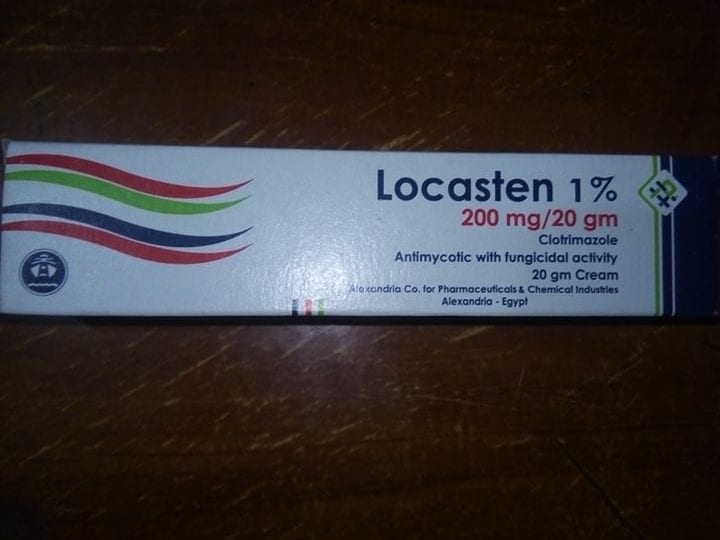 Locasten 1%
200 mg/20 gm
Clotrimazole
Antimycotic with fungicidal activity
20 gm Cream
Alexandria Co. for Pharmaceuticals & Chemical Industries
Alexandria - Egypt